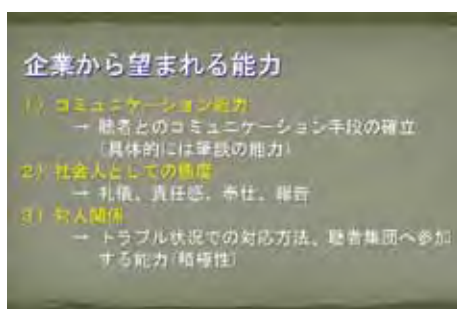 企業から望まれる能力
1) コミュニケーション能力
→ 聴者とのコミュニケーション手段の確立
(具体的には筆談の能力)
2) 社会人としての態度
→ 礼儀、責任感、奉仕、報告
3) 対人関係
→ トラブル状況での対応方法、聴者集団へ参加
する能力(積極性)